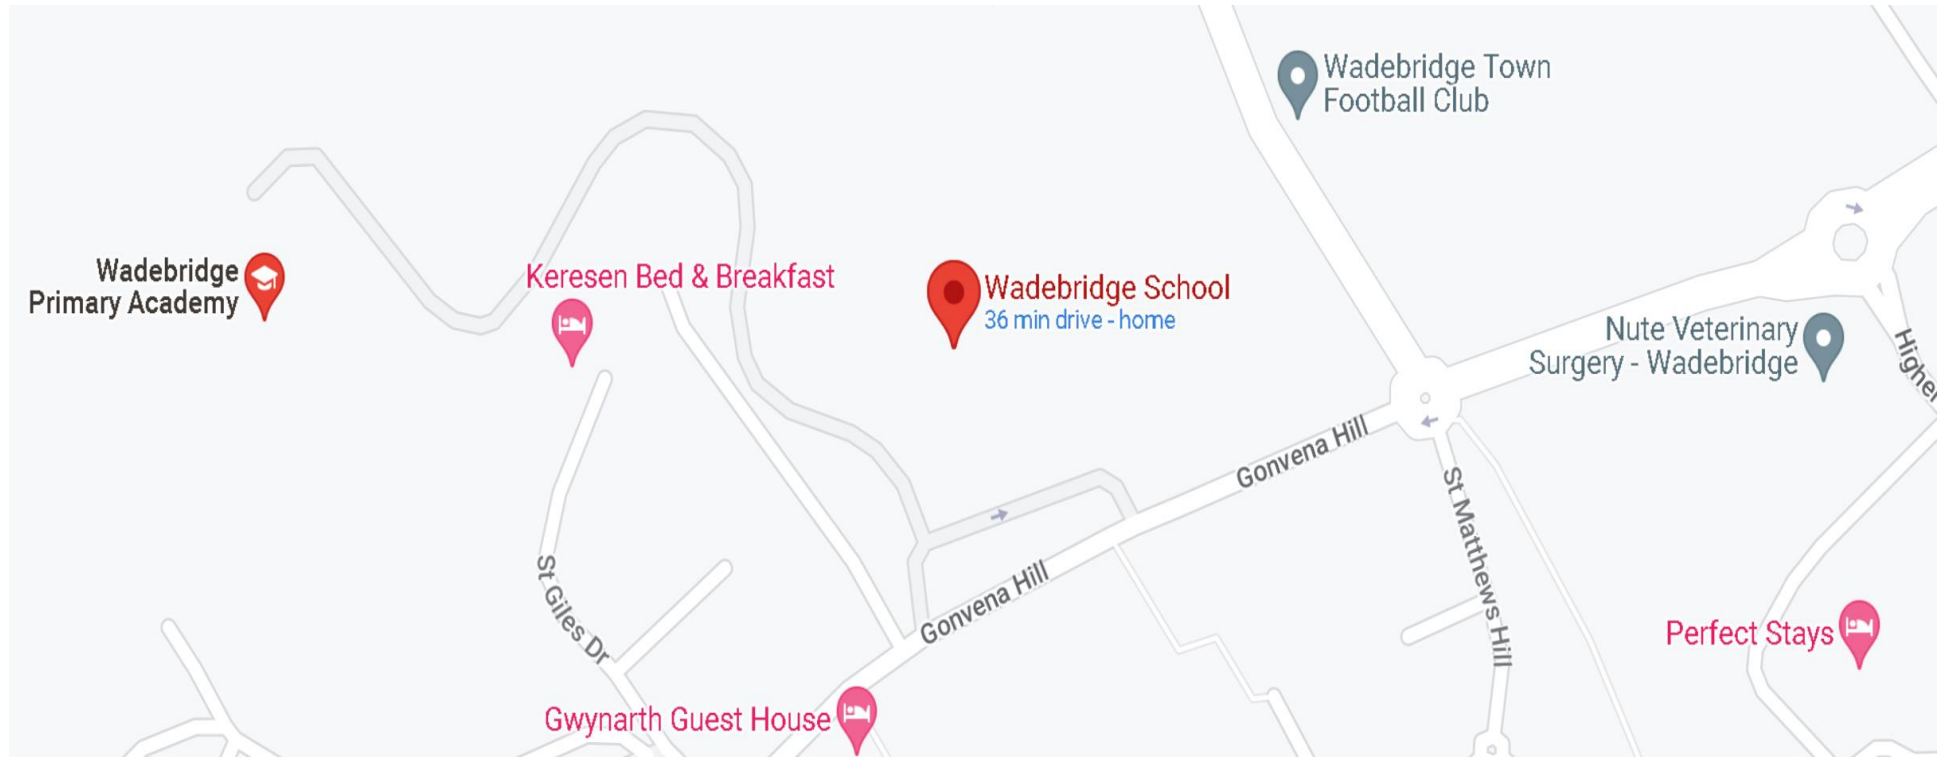 Wadebridge Town
Football Club
Wadebridge
Primary Academy
Keresen Bed & Breakfast
Wadebridge School
36 min drive - home
Nute Veterinary
Surgery - Wadebridge
Higher
Gonvena Hill
St Matthews Hill
St Giles Dr
Gonvena Hill
Perfect Stays
Gwynarth Guest House